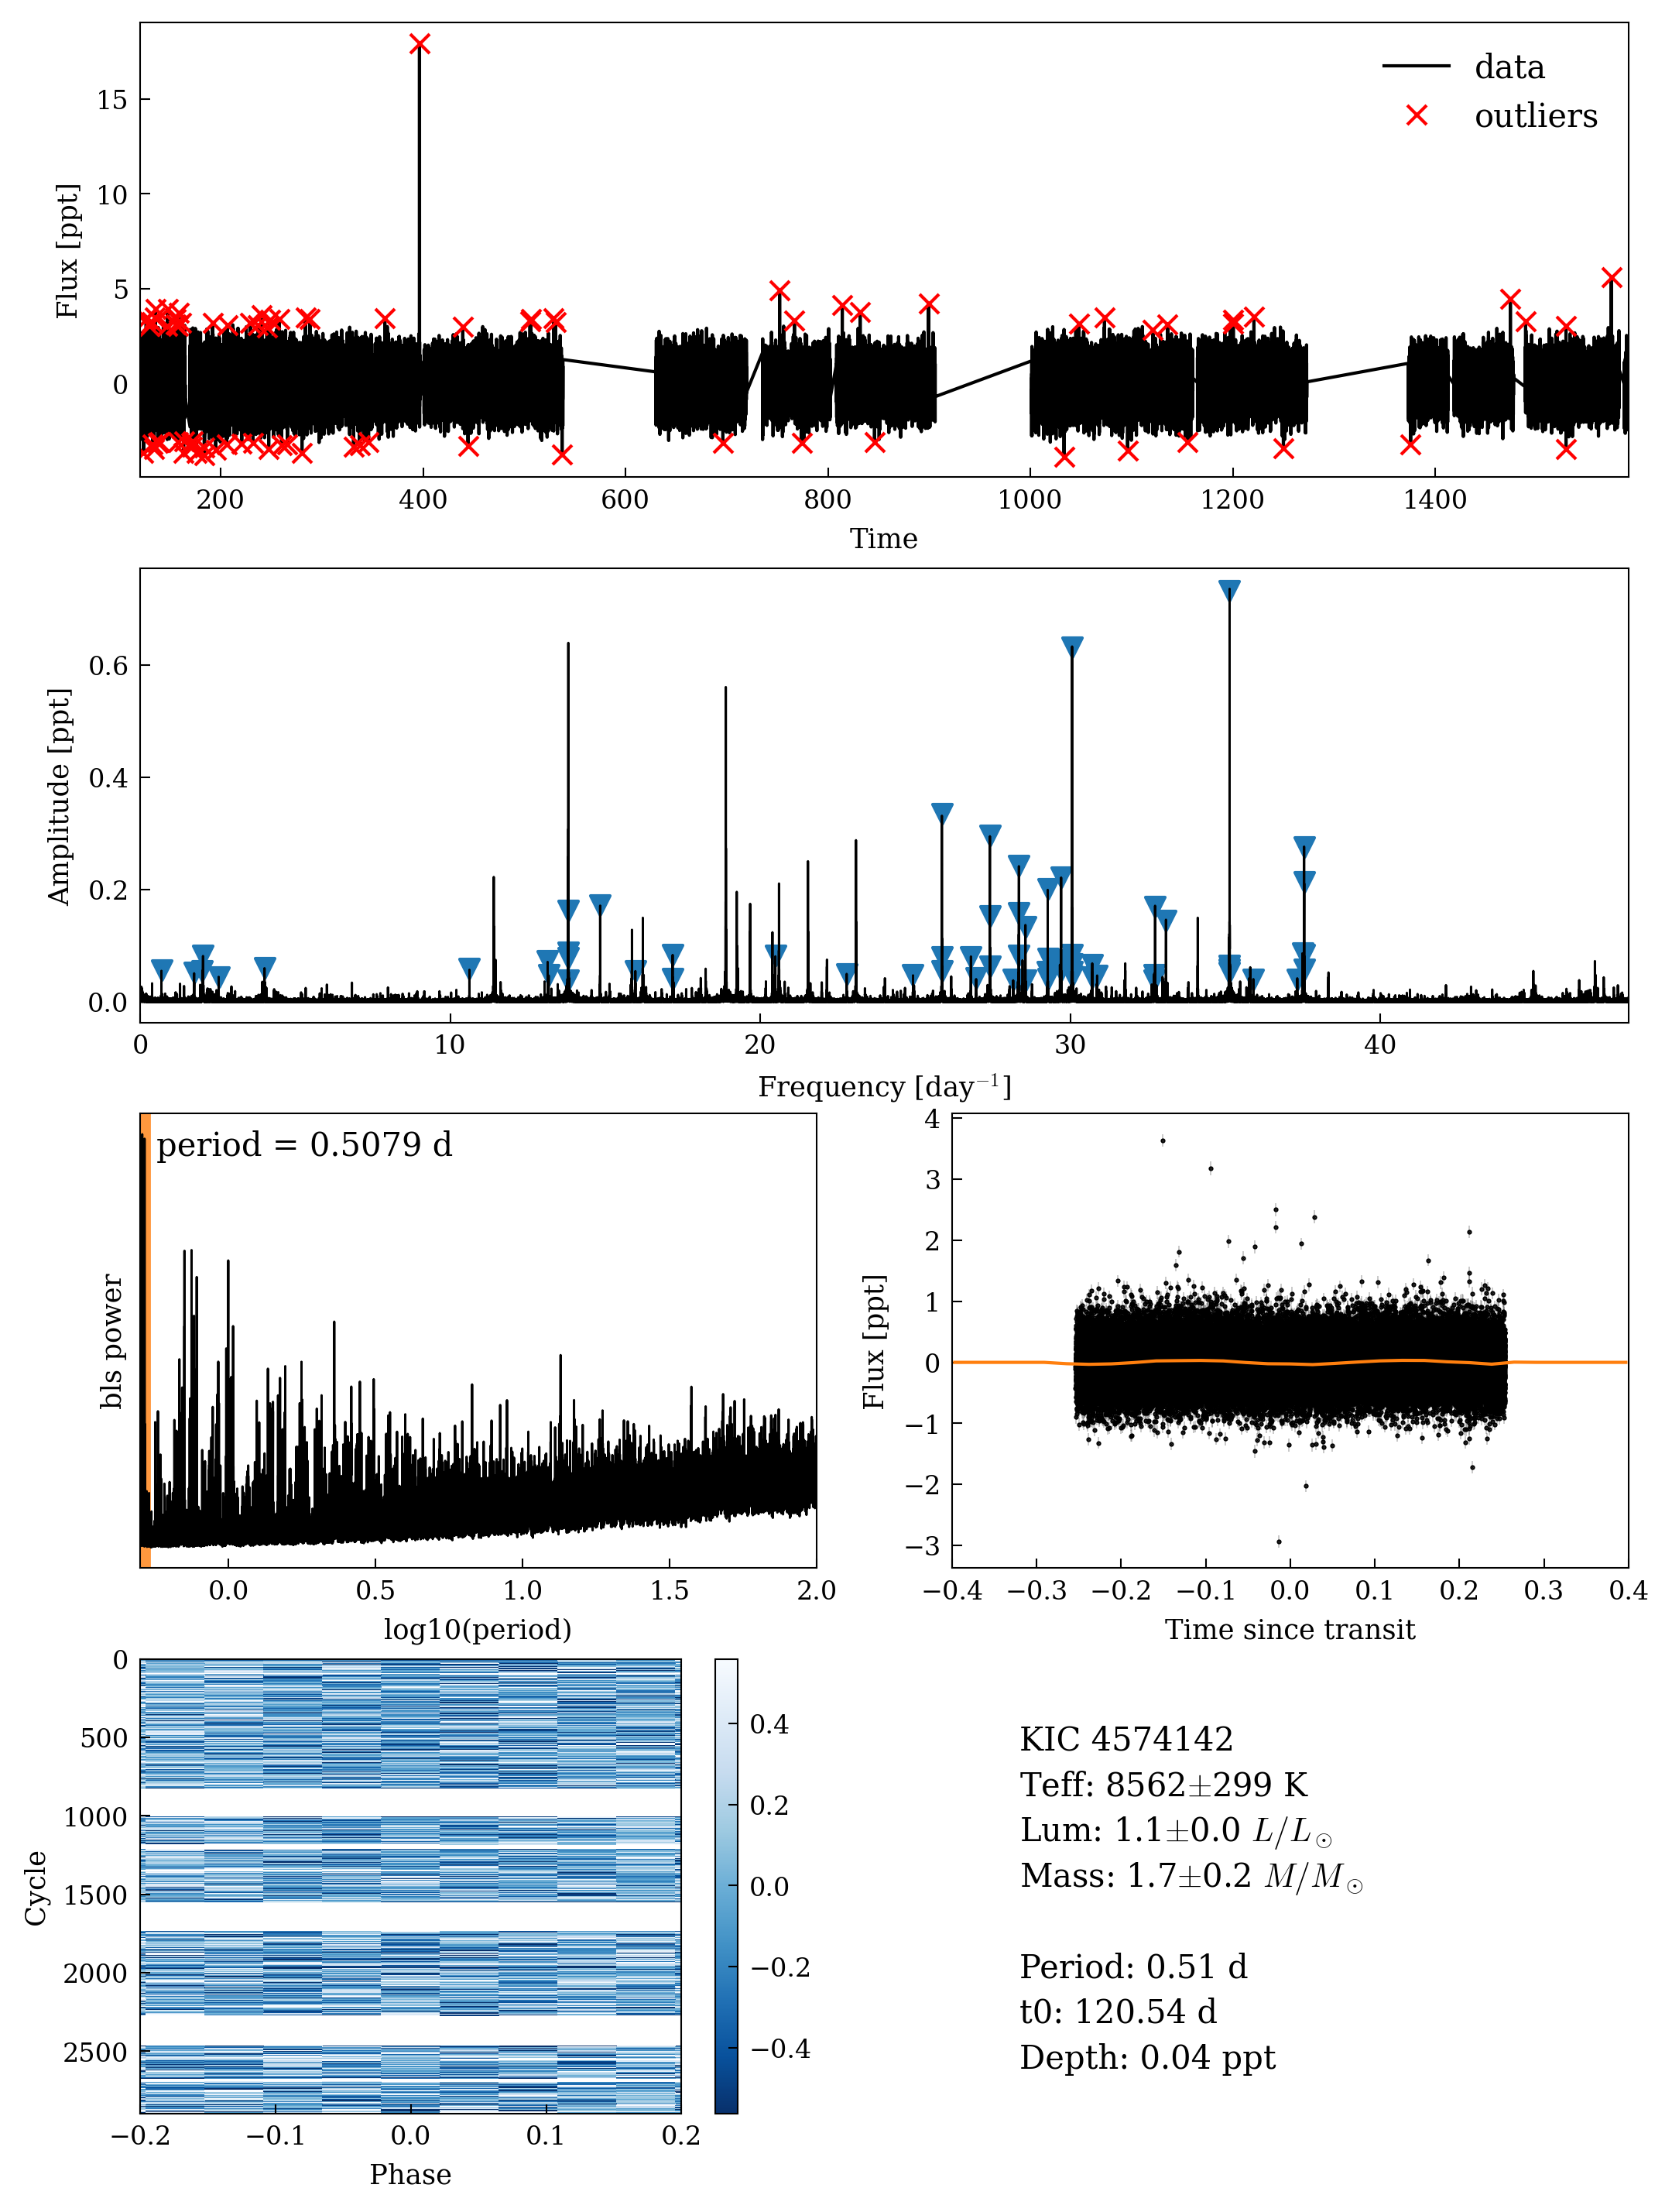 data
outliers
15
10
5
0
Flux [ppt]
200 400 600 800 1000 1200 1400
Time
0.6
0.4
0.2
0.0
Amplitude [ppt]
0 10 20 30 40
Frequency [day⁻¹]
period = 0.5079 d
bls power
0.0 0.5 1.0 1.5 2.0
log10(period)
4
3
2
1
0
−1
−2
−3
Flux [ppt]
−0.4 −0.3 −0.2 −0.1 0.0 0.1 0.2 0.3 0.4
Time since transit
0
500
1000
1500
2000
2500
Cycle
−0.2 −0.1 0.0 0.1 0.2
Phase
0.4
0.2
0.0
−0.2
−0.4
KIC 4574142
Teff: 8562±299 K
Lum: 1.1±0.0 L/L☉
Mass: 1.7±0.2 M/M☉
Period: 0.51 d
t0: 120.54 d
Depth: 0.04 ppt